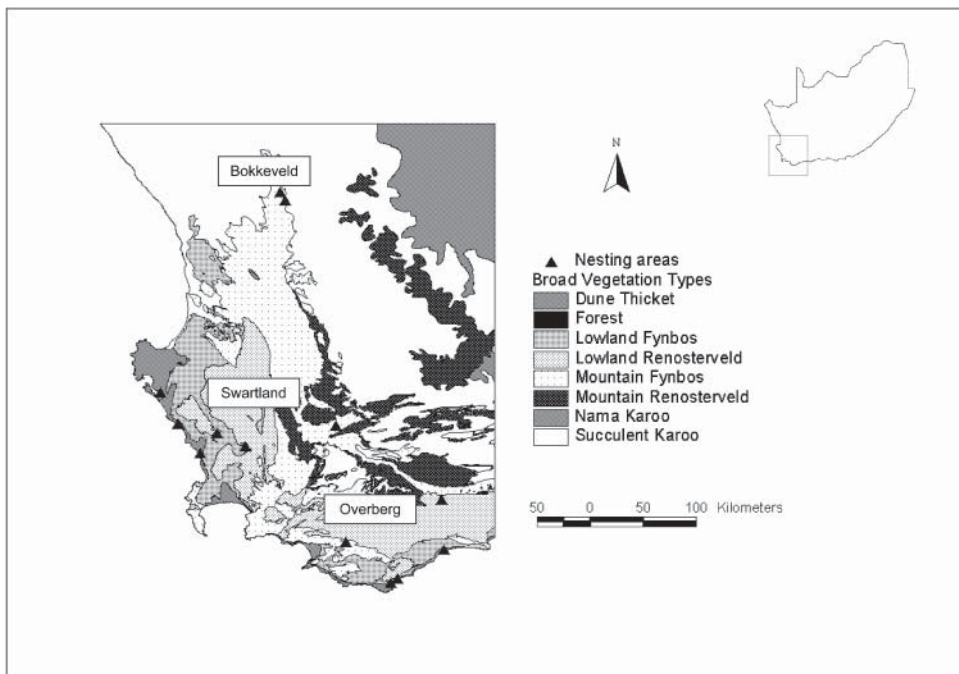 Bokkeveld
Swartland
Overberg
N
Nesting areas
Broad Vegetation Types
Dune Thicket
Forest
Lowland Fynbos
Lowland Renosterveld
Mountain Fynbos
Mountain Renosterveld
Nama Karoo
Succulent Karoo
50 0 50 100 Kilometers